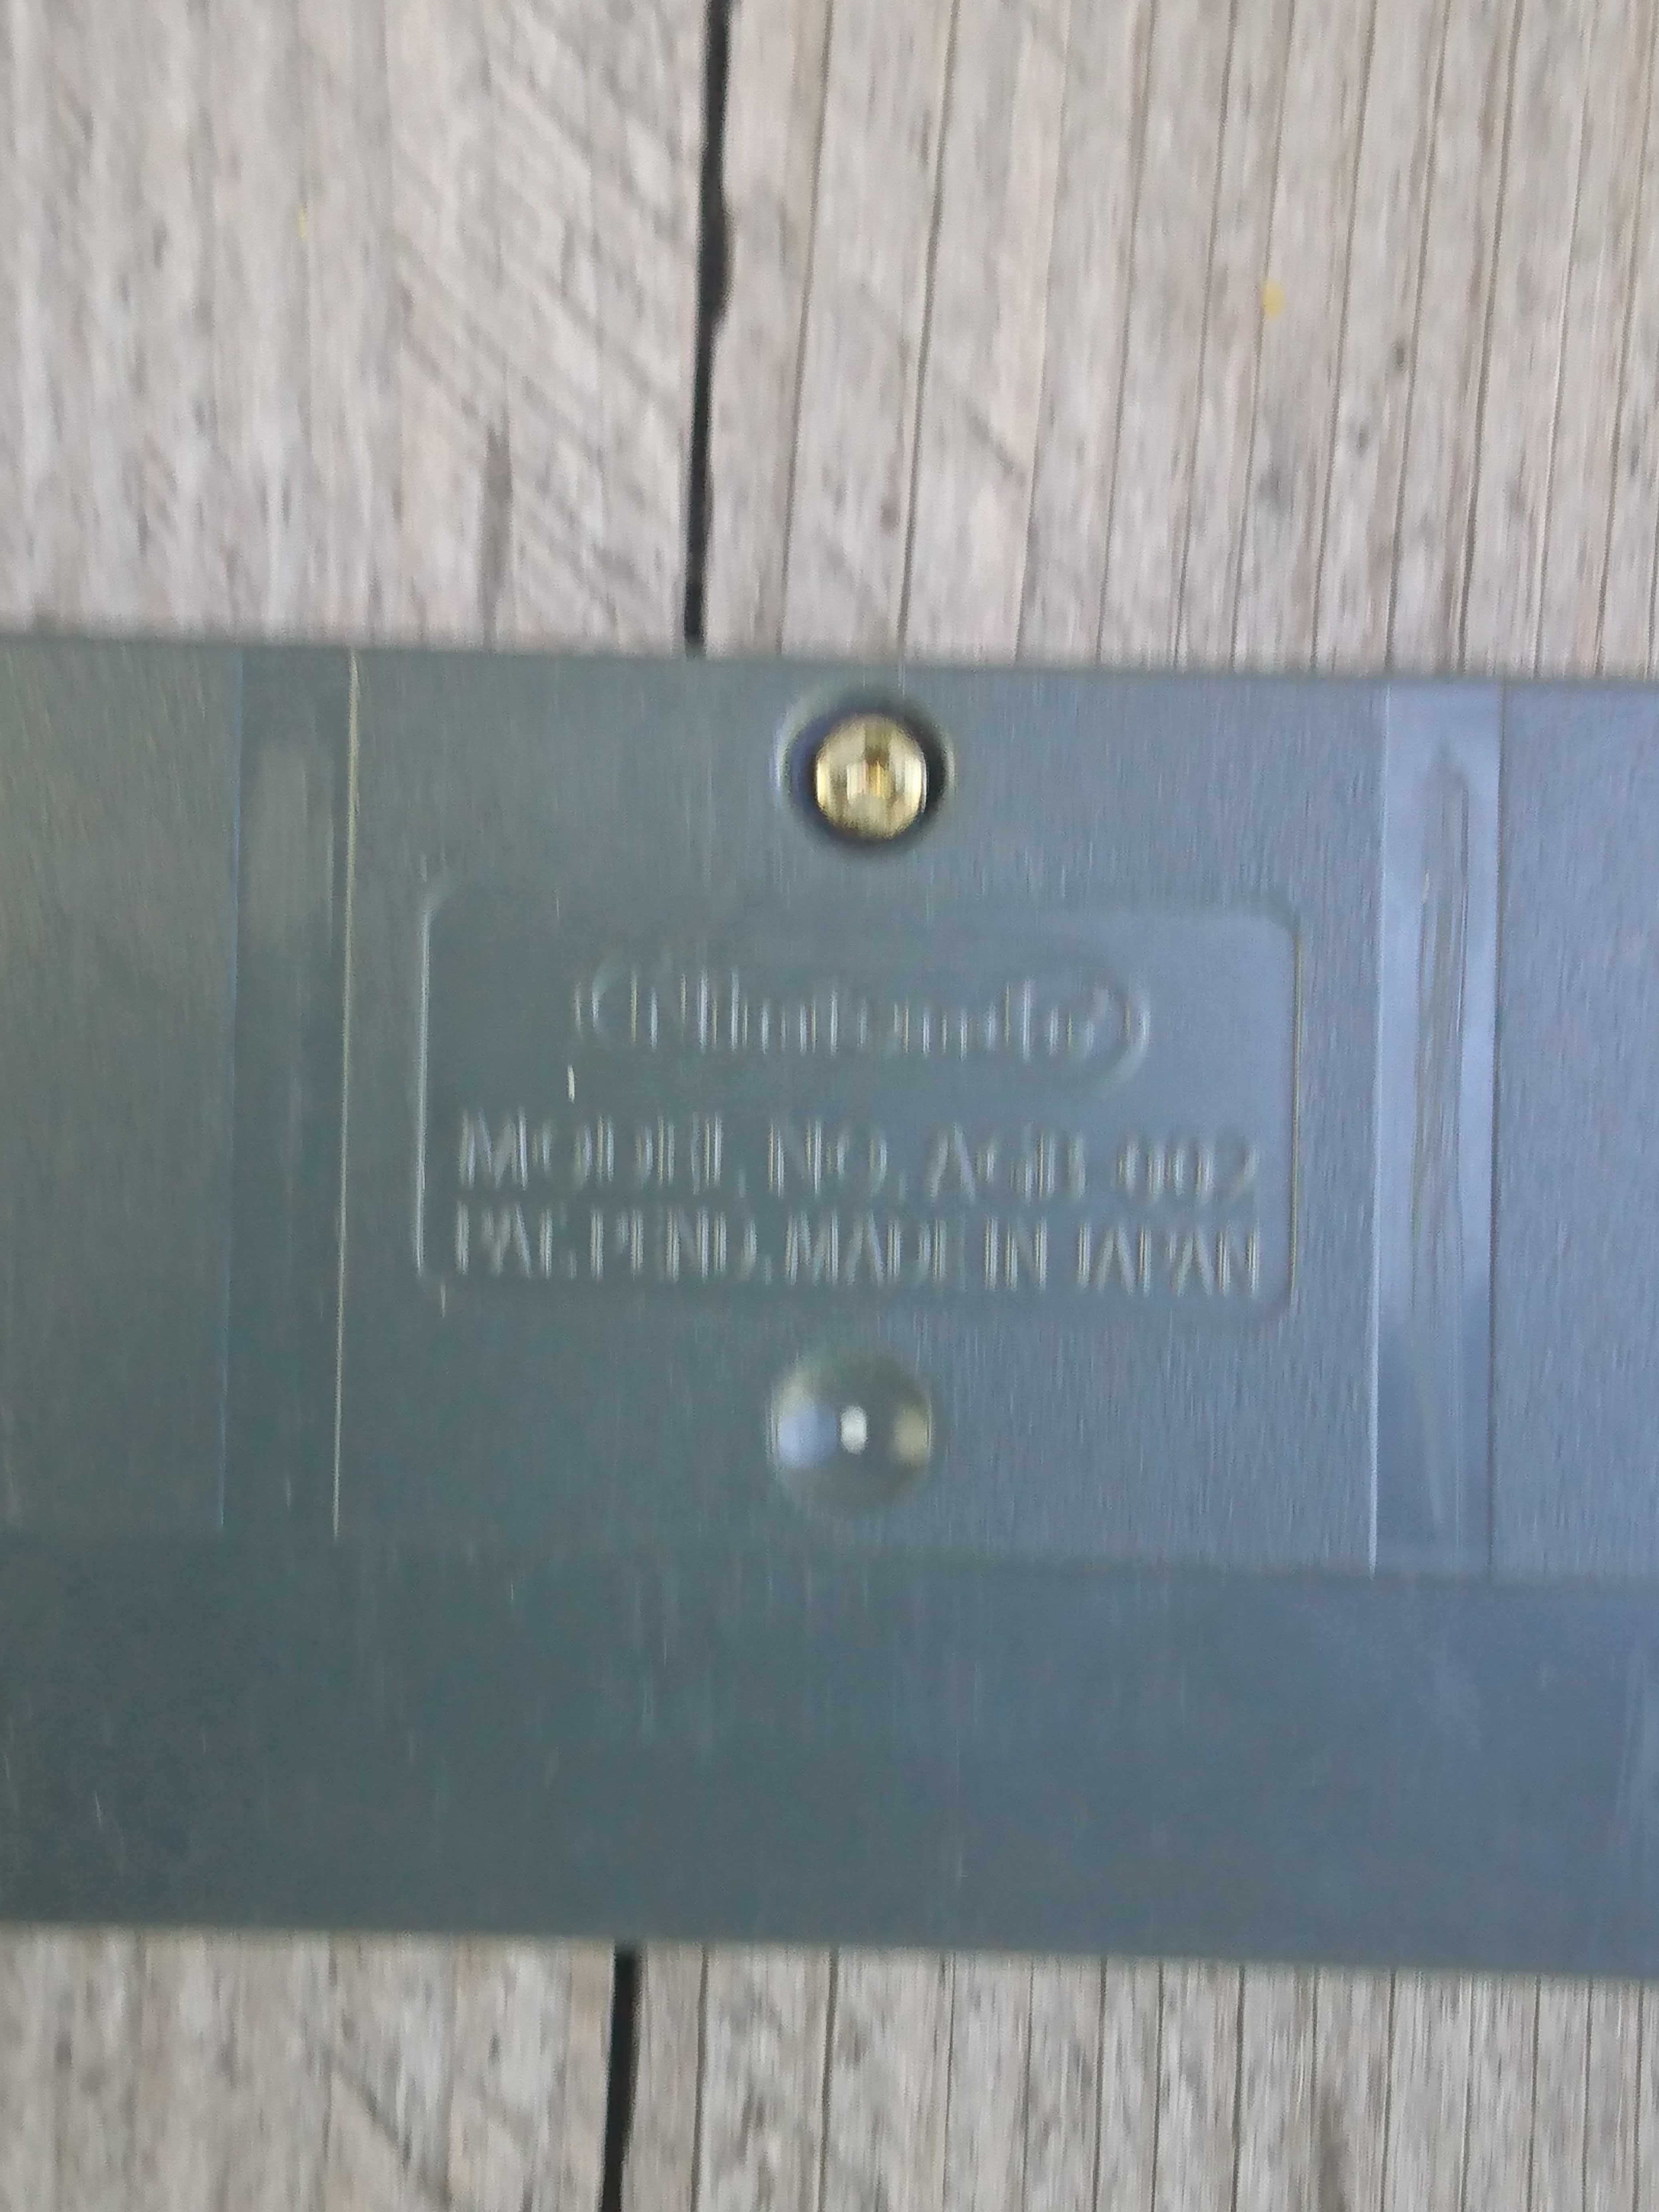 Nintendo
MODEL NO. AGB-002
PAT. PEND. MADE IN JAPAN